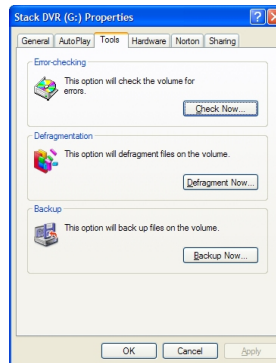 Stack DVR (G:) Properties
General AutoPlay Tools Hardware Norton Sharing
Error-checking
This option will check the volume for
errors.
Check Now...
Defragmentation
This option will defragment files on the volume.
Defragment Now...
Backup
This option will back up files on the volume.
Backup Now...
OK Cancel Apply